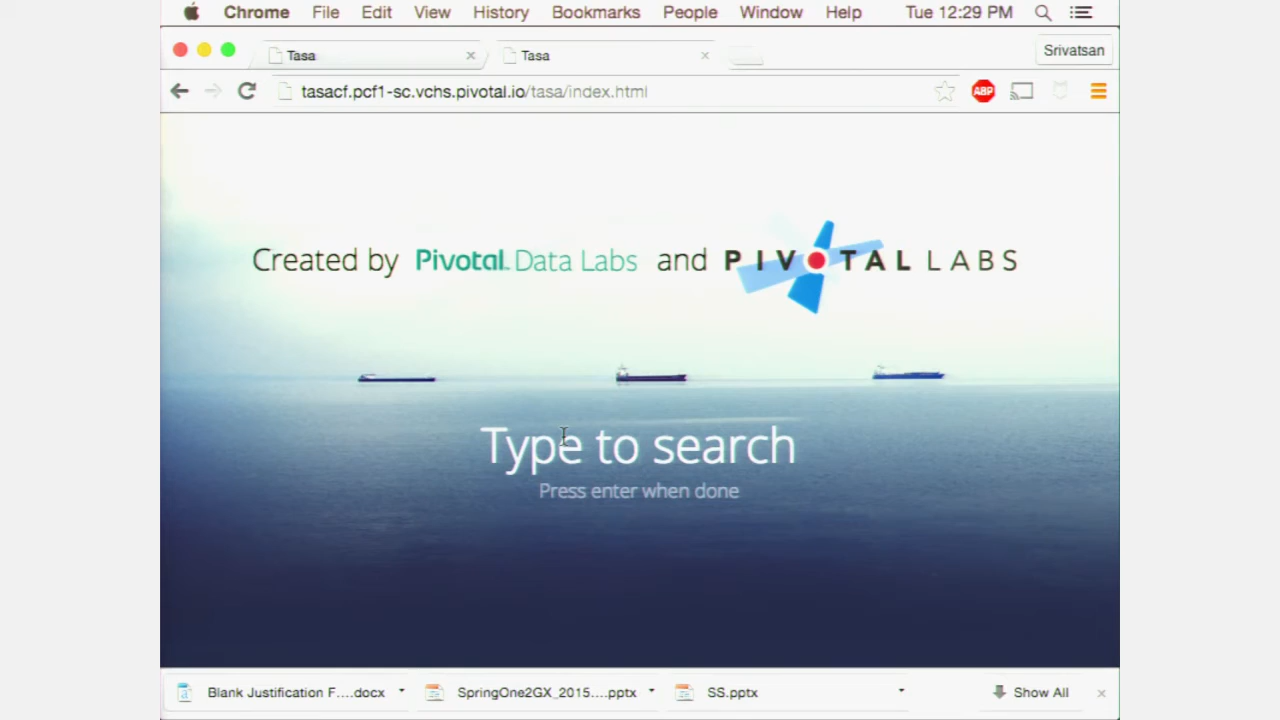 Chrome File Edit View History Bookmarks People Window Help Tue 12:29 PM
Tasa Tasa Srivatsan
tasacf.pcf1-sc.vchs.pivotal.io/tasa/index.html ABP
Created by Pivotal Data Labs and PIVOTAL LABS
Type to search
Press enter when done
Blank Justification F....docx SpringOne2GX_2015....pptx SS.pptx Show All